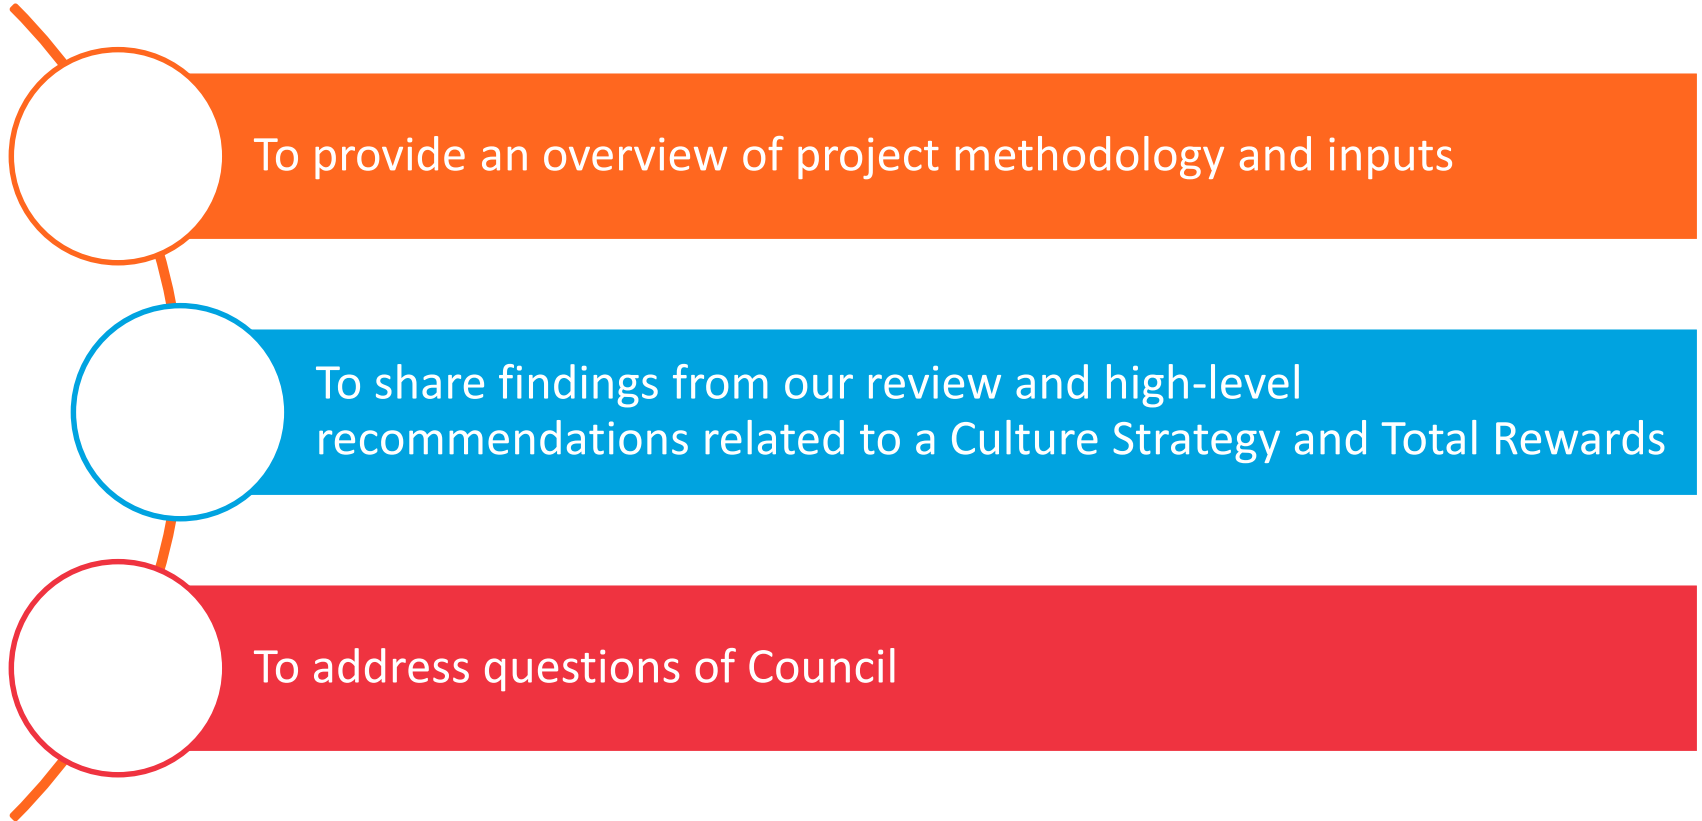 To provide an overview of project methodology and inputs
To share findings from our review and high-level
recommendations related to a Culture Strategy and Total Rewards
To address questions of Council